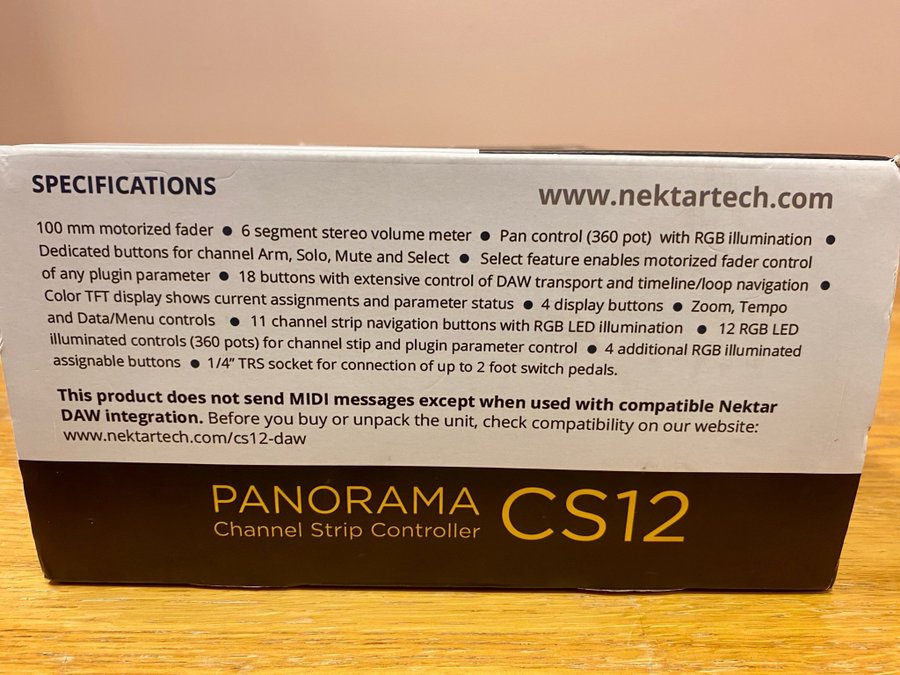 SPECIFICATIONS
www.nektartech.com
100 mm motorized fader ● 6 segment stereo volume meter ● Pan control (360 pot) with RGB illumination ●
Dedicated buttons for channel Arm, Solo, Mute and Select ● Select feature enables motorized fader control
of any plugin parameter ● 18 buttons with extensive control of DAW transport and timeline/loop navigation ●
Color TFT display shows current assignments and parameter status ● 4 display buttons ● Zoom, Tempo
and Data/Menu controls ● 11 channel strip navigation buttons with RGB LED illumination ● 12 RGB LED
illuminated controls (360 pots) for channel stip and plugin parameter control ● 4 additional RGB illuminated
assignable buttons ● 1/4” TRS socket for connection of up to 2 foot switch pedals.
This product does not send MIDI messages except when used with compatible Nektar
DAW integration. Before you buy or unpack the unit, check compatibility on our website:
www.nektartech.com/cs12-daw
PANORAMA CS12
Channel Strip Controller